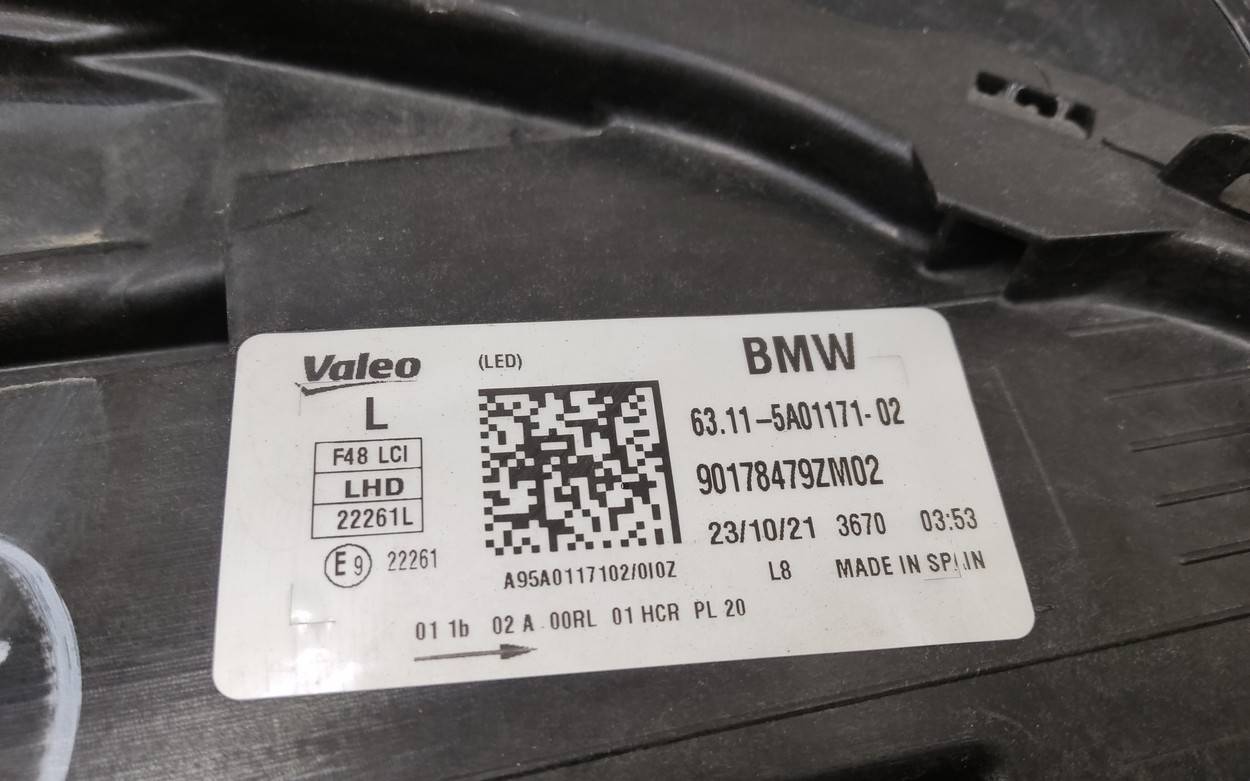 Valeo (LED) BMW
L
63.11-5A01171-02
F48 LCI
LHD
90178479ZM02
22261L
23/10/21 3670 03:53
E9 22261
A95A0117102/0I0Z L8 MADE IN SPAIN
01 1b 02 A 00RL 01 HCR PL 20